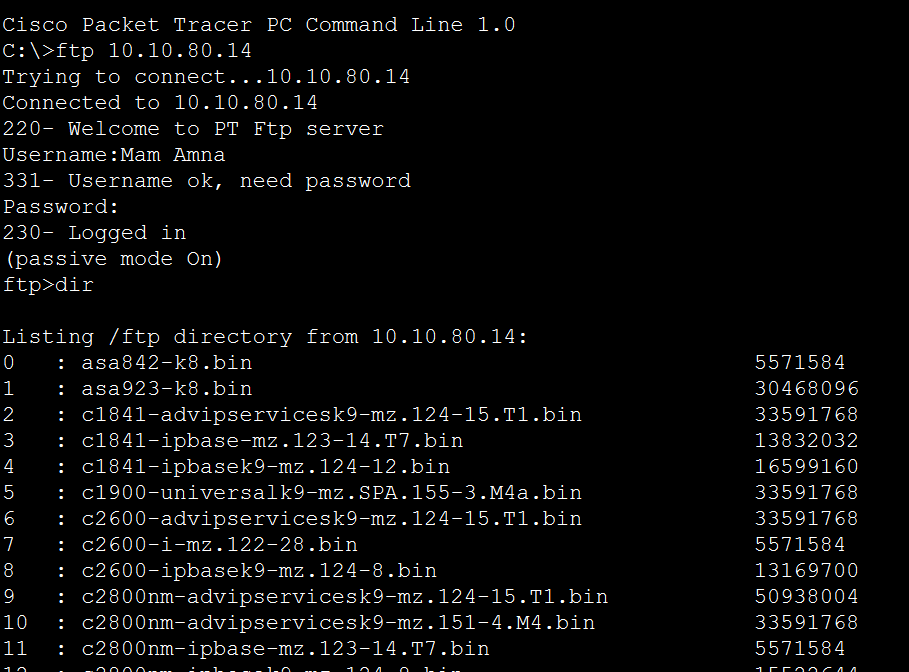 Cisco Packet Tracer PC Command Line 1.0
C:\>ftp 10.10.80.14
Trying to connect...10.10.80.14
Connected to 10.10.80.14
220- Welcome to PT Ftp server
Username:Mam Amna
331- Username ok, need password
Password:
230- Logged in
(passive mode On)
ftp>dir

Listing /ftp directory from 10.10.80.14:
0   : asa842-k8.bin                                      5571584
1   : asa923-k8.bin                                      30468096
2   : c1841-advipservicesk9-mz.124-15.T1.bin             33591768
3   : c1841-ipbase-mz.123-14.T7.bin                      13832032
4   : c1841-ipbasek9-mz.124-12.bin                       16599160
5   : c1900-universalk9-mz.SPA.155-3.M4a.bin             33591768
6   : c2600-advipservicesk9-mz.124-15.T1.bin             33591768
7   : c2600-i-mz.122-28.bin                              5571584
8   : c2600-ipbasek9-mz.124-8.bin                        13169700
9   : c2800nm-advipservicesk9-mz.124-15.T1.bin           50938004
10  : c2800nm-advipservicesk9-mz.151-4.M4.bin            33591768
11  : c2800nm-ipbase-mz.123-14.T7.bin                    5571584
12  : c2800nm-ipbasek9-mz.124-8.bin                      15522644